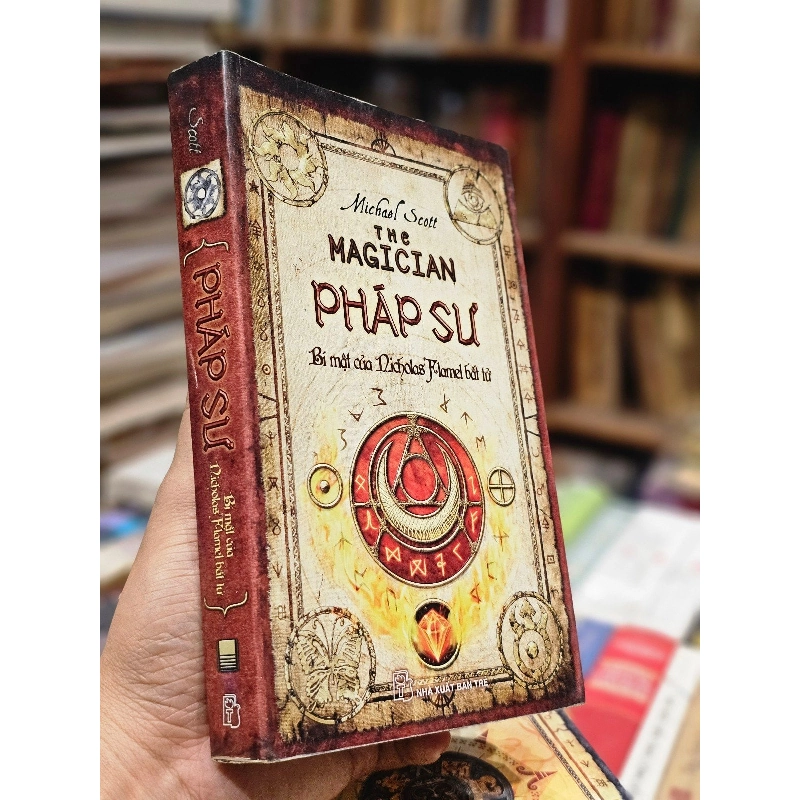 Scott
PHÁP SƯ
Bí mật của
Nicholas Flamel bất tử
Michael Scott
THE
MAGICIAN
PHÁP SƯ
Bí mật của Nicholas Flamel bất tử
NHÀ XUẤT BẢN TRẺ